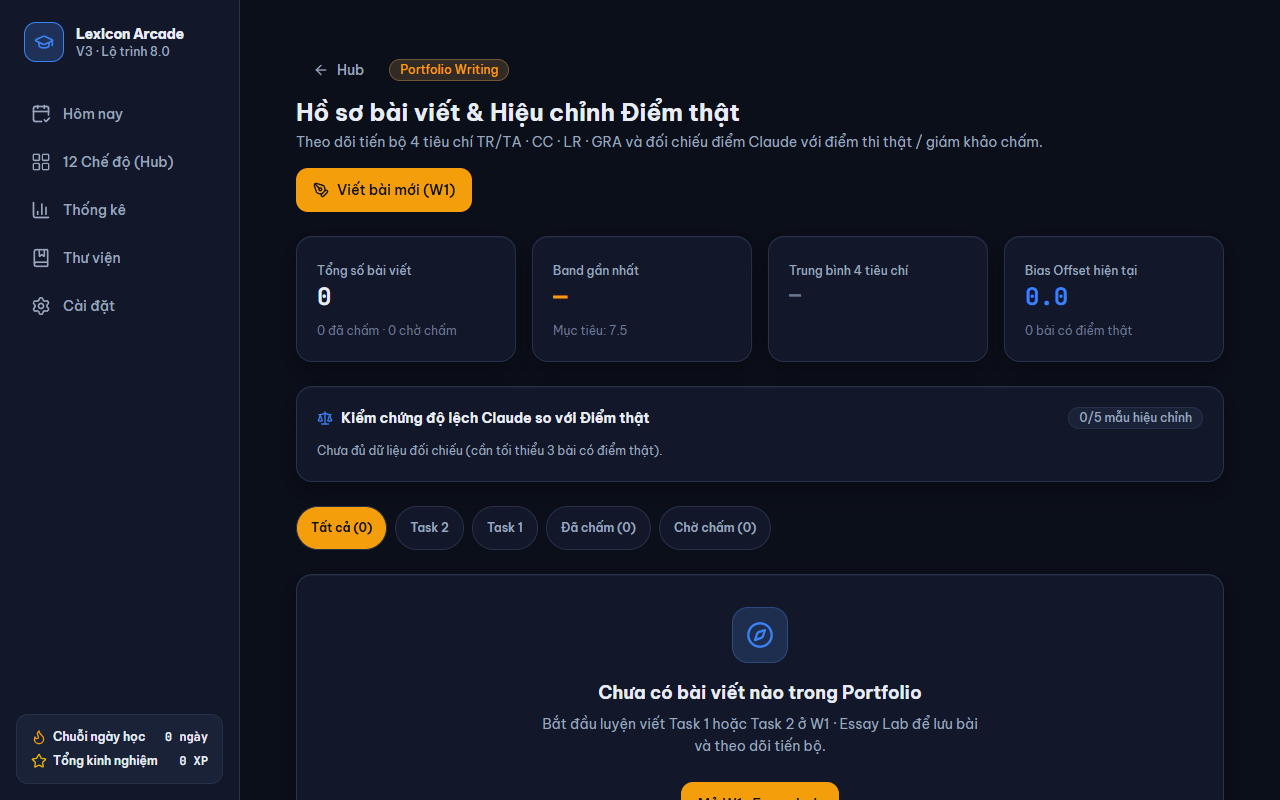 Lexicon Arcade
V3 · Lộ trình 8.0
Hôm nay
12 Chế độ (Hub)
Thống kê
Thư viện
Cài đặt
Chuỗi ngày học 0 ngày
Tổng kinh nghiệm 0 XP
Hub
Portfolio Writing
Hồ sơ bài viết & Hiệu chỉnh Điểm thật
Theo dõi tiến bộ 4 tiêu chí TR/TA · CC · LR · GRA và đối chiếu điểm Claude với điểm thi thật / giám khảo chấm.
Viết bài mới (W1)
Tổng số bài viết
0
0 đã chấm · 0 chờ chấm
Band gần nhất
—
Mục tiêu: 7.5
Trung bình 4 tiêu chí
—
Bias Offset hiện tại
0.0
0 bài có điểm thật
Kiểm chứng độ lệch Claude so với Điểm thật
0/5 mẫu hiệu chỉnh
Chưa đủ dữ liệu đối chiếu (cần tối thiểu 3 bài có điểm thật).
Tất cả (0)
Task 2
Task 1
Đã chấm (0)
Chờ chấm (0)
Chưa có bài viết nào trong Portfolio
Bắt đầu luyện viết Task 1 hoặc Task 2 ở W1 · Essay Lab để lưu bài
và theo dõi tiến bộ.